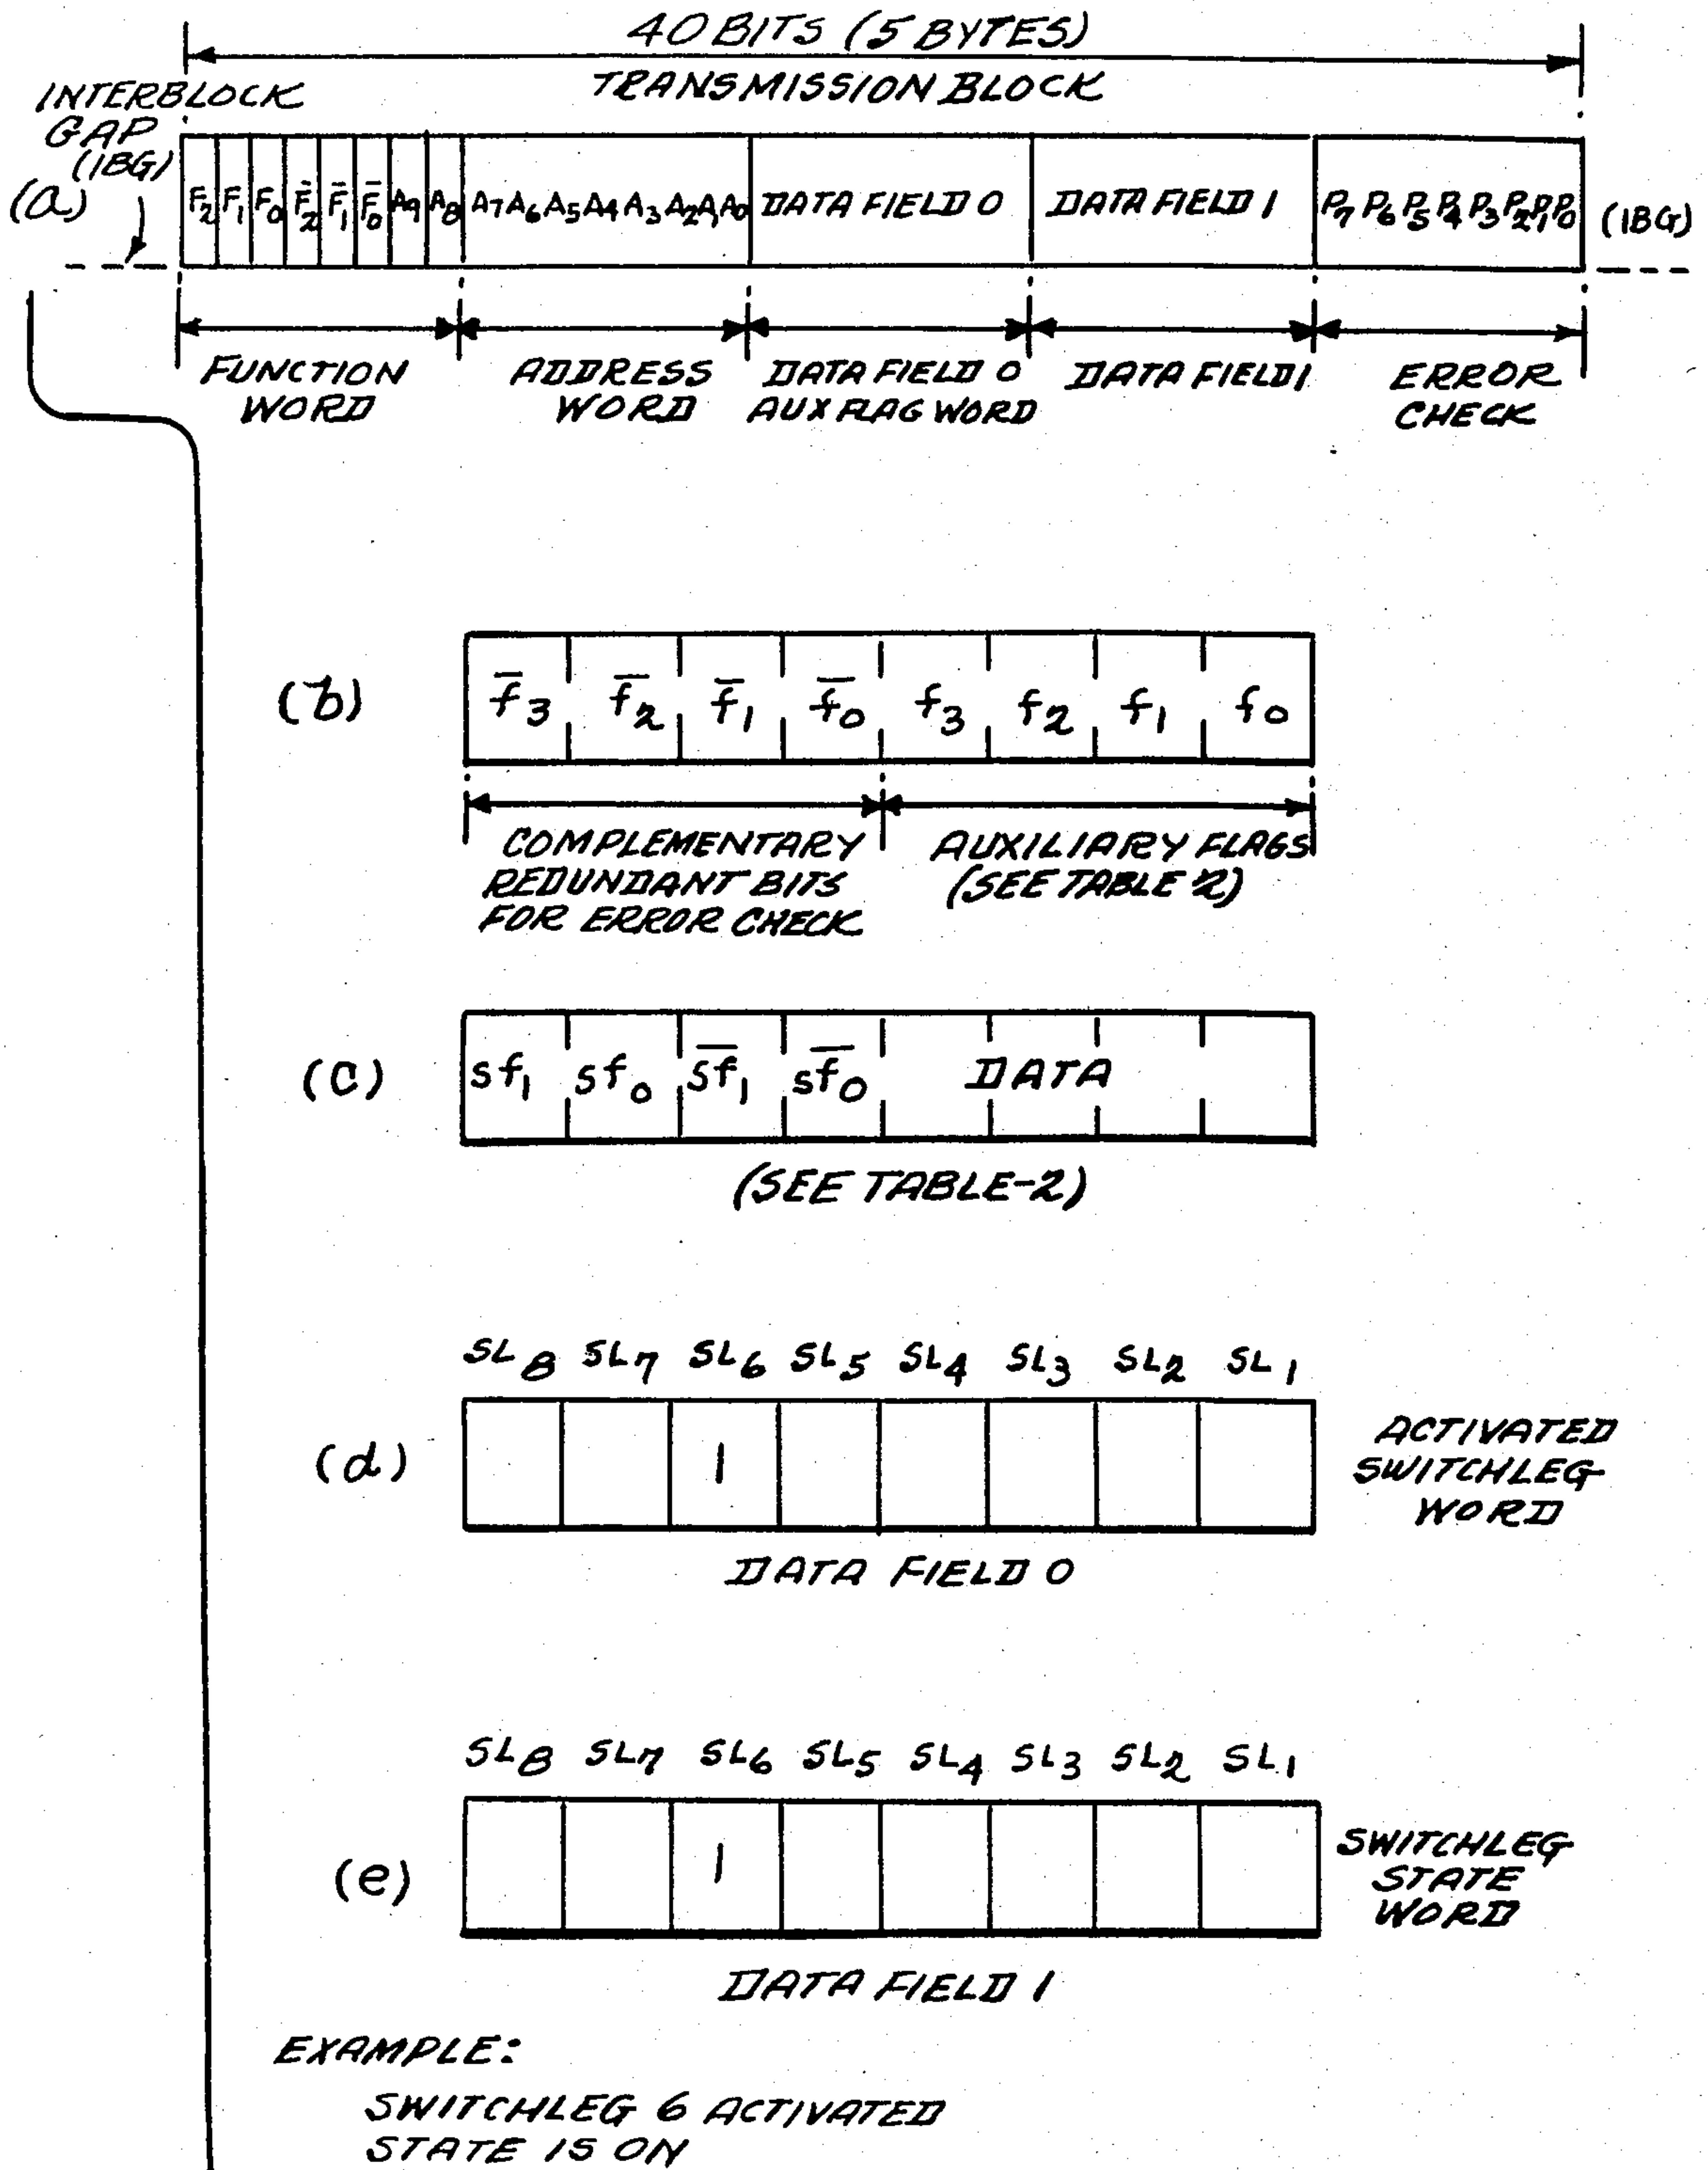 40 BITS (5 BYTES)
TRANSMISSION BLOCK
INTERBLOCK
GAP
(IBG)
(a)
F₂ F₁ F₀ F̄₂ F̄₁ F̄₀ A₉ A₈ A₇ A₆ A₅ A₄ A₃ A₂ A₁ A₀ DATA FIELD 0 DATA FIELD 1 P₇ P₆ P₅ P₄ P₃ P₂ P₁ P₀ (IBG)
FUNCTION
WORD
ADDRESS
WORD
DATA FIELD 0
AUX FLAG WORD
DATA FIELD 1
ERROR
CHECK
(b)
f̄₃ f̄₂ f̄₁ f̄₀ f₃ f₂ f₁ f₀
COMPLEMENTARY
REDUNDANT BITS
FOR ERROR CHECK
AUXILIARY FLAGS
(SEE TABLE 2)
(c)
sf₁ sf₀ s̄f̄₁ s̄f̄₀ DATA
(SEE TABLE-2)
SL₈ SL₇ SL₆ SL₅ SL₄ SL₃ SL₂ SL₁
(d)
1
ACTIVATED
SWITCHLEG
WORD
DATA FIELD 0
SL₈ SL₇ SL₆ SL₅ SL₄ SL₃ SL₂ SL₁
(e)
1
SWITCHLEG
STATE
WORD
DATA FIELD 1
EXAMPLE:
SWITCHLEG 6 ACTIVATED
STATE IS ON